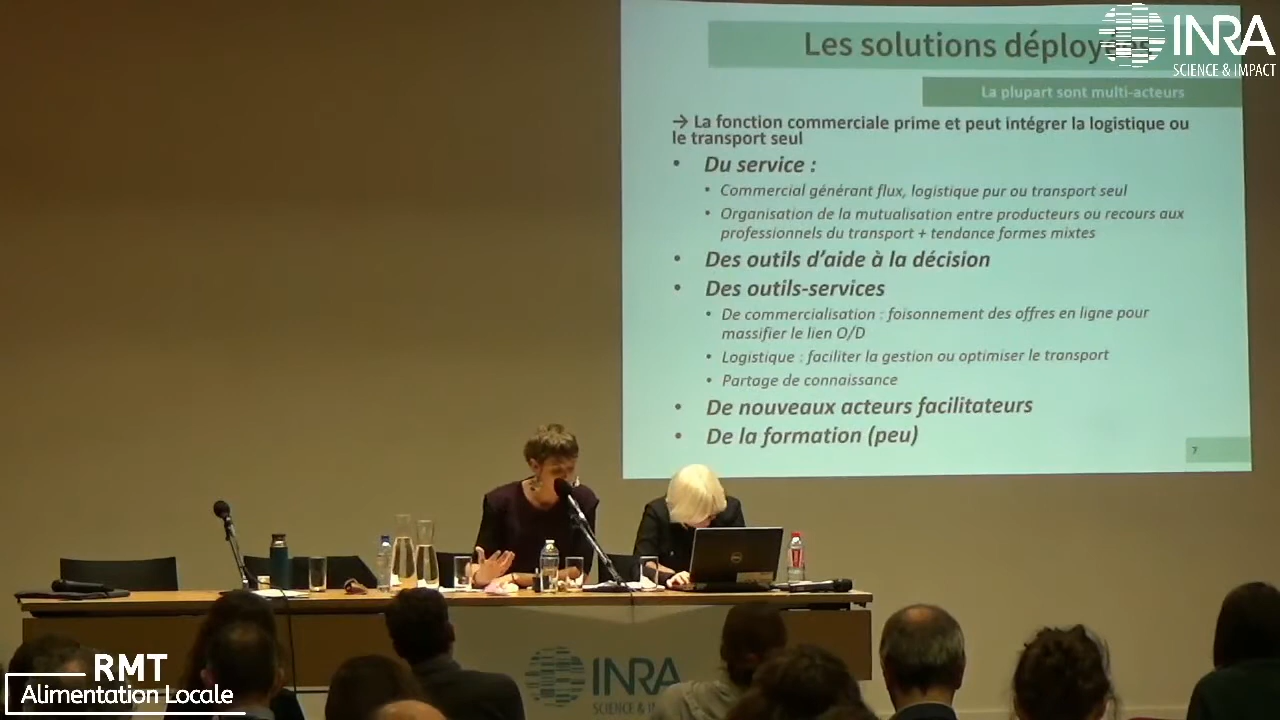 Les solutions déployées
INRA
SCIENCE & IMPACT
La plupart sont multi-acteurs
→ La fonction commerciale prime et peut intégrer la logistique ou
le transport seul
• Du service :
• Commercial générant flux, logistique pur ou transport seul
• Organisation de la mutualisation entre producteurs ou recours aux
professionnels du transport + tendance formes mixtes
• Des outils d'aide à la décision
• Des outils-services
• De commercialisation : foisonnement des offres en ligne pour
massifier le lien O/D
• Logistique : faciliter la gestion ou optimiser le transport
• Partage de connaissance
• De nouveaux acteurs facilitateurs
• De la formation (peu)
7
DELL
INRA
SCIENCE & I
RMT
Alimentation Locale